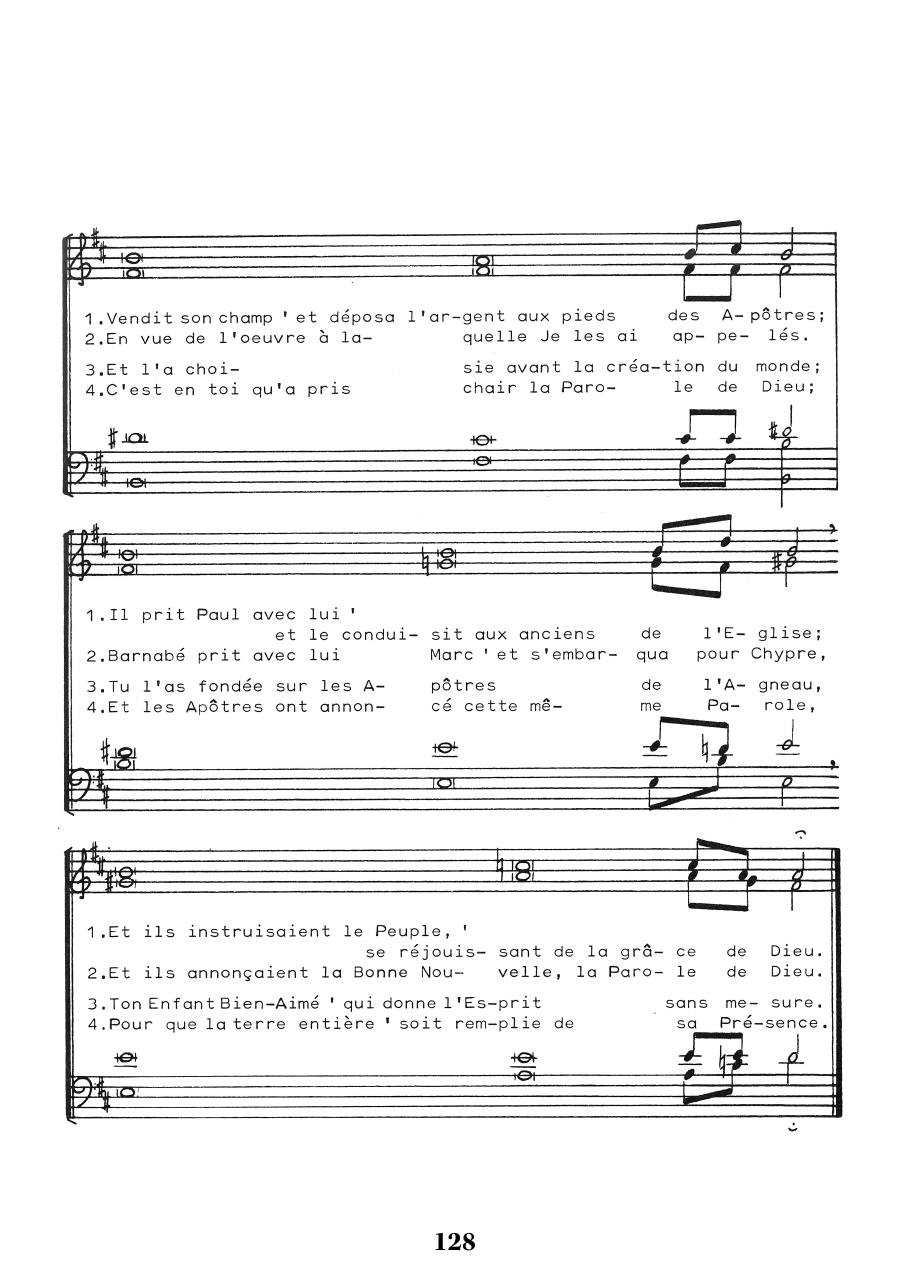 1.Vendit son champ ' et déposa l'ar-gent aux pieds des A-pôtres;
2.En vue de l'oeuvre à la- quelle Je les ai ap- pe- lés.
3.Et l'a choi- sie avant la créa-tion du monde;
4.C'est en toi qu'a pris chair la Paro- le de Dieu;
1.Il prit Paul avec lui '
et le condui- sit aux anciens de l'E- glise;
2.Barnabé prit avec lui Marc ' et s'embar- qua pour Chypre,
3.Tu l'as fondée sur les A- pôtres de l'A- gneau,
4.Et les Apôtres ont annon- cé cette mê- me Pa- role,
1.Et ils instruisaient le Peuple, '
se réjouis- sant de la grâ- ce de Dieu.
2.Et ils annonçaient la Bonne Nou- velle, la Paro- le de Dieu.
3.Ton Enfant Bien-Aimé ' qui donne l'Es-prit sans me- sure.
4.Pour que la terre entière ' soit rem-plie de sa Pré-sence.
128